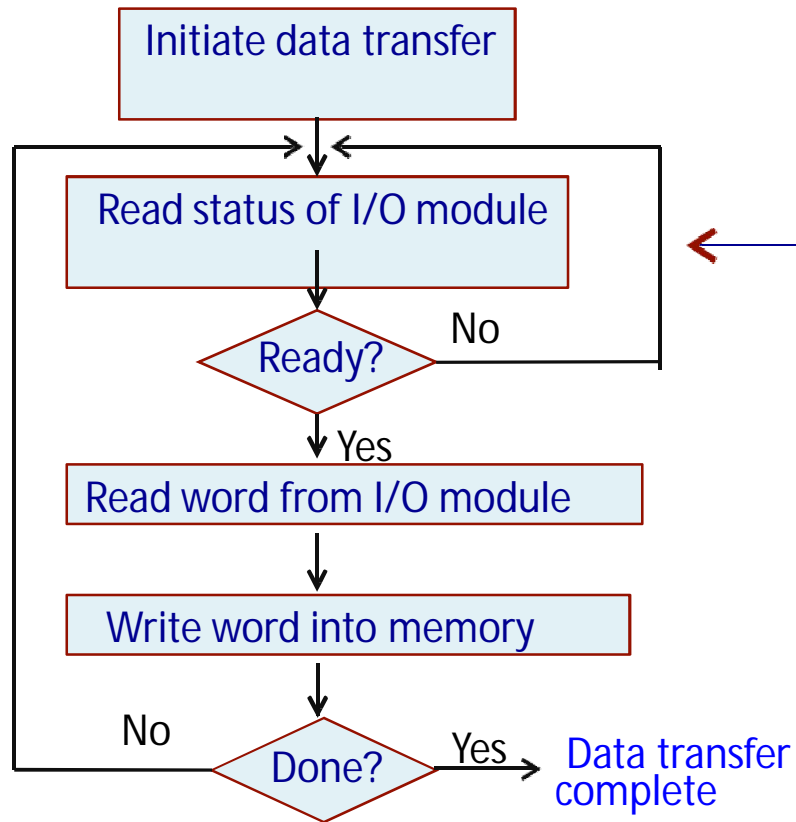 Initiate data transfer
Read status of I/O module
Ready?
No
Yes
Read word from I/O module
Write word into memory
No
Done?
Yes
Data transfer
complete